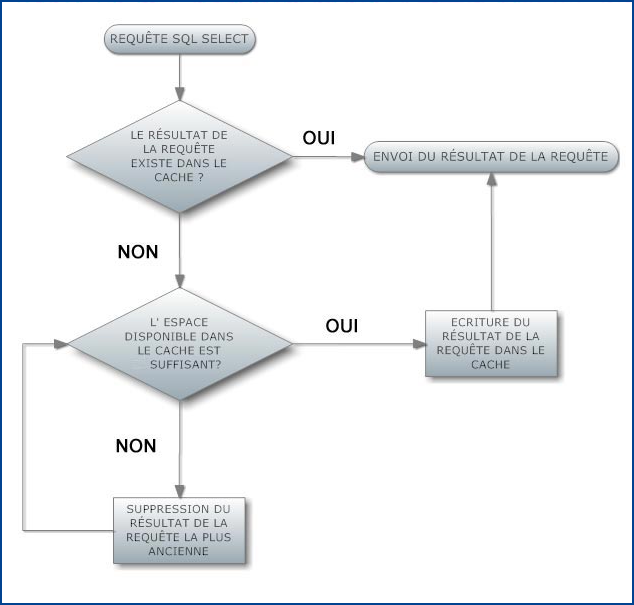 REQUÊTE SQL SELECT
LE RÉSULTAT DE
LA REQUÊTE
EXISTE DANS LE
CACHE ?
OUI
ENVOI DU RÉSULTAT DE LA REQUÊTE
NON
L' ESPACE
DISPONIBLE DANS
LE CACHE EST
SUFFISANT?
OUI
ECRITURE DU
RÉSULTAT DE LA
REQUÊTE DANS LE
CACHE
NON
SUPPRESSION DU
RÉSULTAT DE LA
REQUÊTE LA PLUS
ANCIENNE